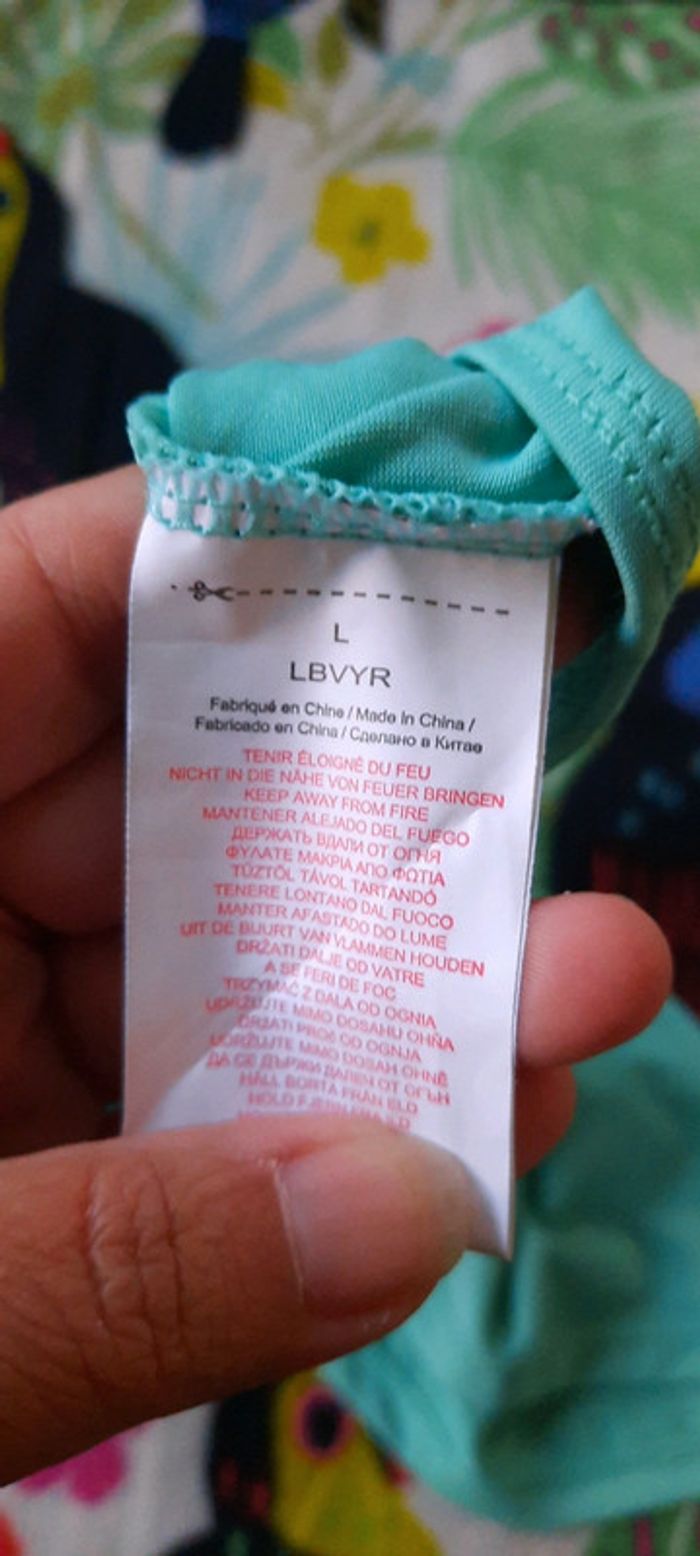 L
LBVYR
Fabriqué en Chine / Made in China /
Fabricado en China / Сделано в Китае
TENIR ÉLOIGNÉ DU FEU
NICHT IN DIE NÄHE VON FEUER BRINGEN
KEEP AWAY FROM FIRE
MANTENER ALEJADO DEL FUEGO
ДЕРЖАТЬ ВДАЛИ ОТ ОГНЯ
ΦΥΛΑΤΕ ΜΑΚΡΙΑ ΑΠΟ ΦΩΤΙΑ
TŰZTŐL TÁVOL TARTANDÓ
TENERE LONTANO DAL FUOCO
MANTER AFASTADO DO LUME
UIT DE BUURT VAN VLAMMEN HOUDEN
DRŽATI DALJE OD VATRE
A SE FERI DE FOC
TRZYMAĆ Z DALA OD OGNIA
UDRŽUJTE MIMO DOSAHU OHŇA
DRŽATI PROČ OD OGNJA
UDRŽUJTE MIMO DOSAH OHNĚ
ДА СЕ ДЪРЖИ ДАЛЕЧ ОТ ОГЪН
HÅLL BORTA FRÅN ELD
HOLD